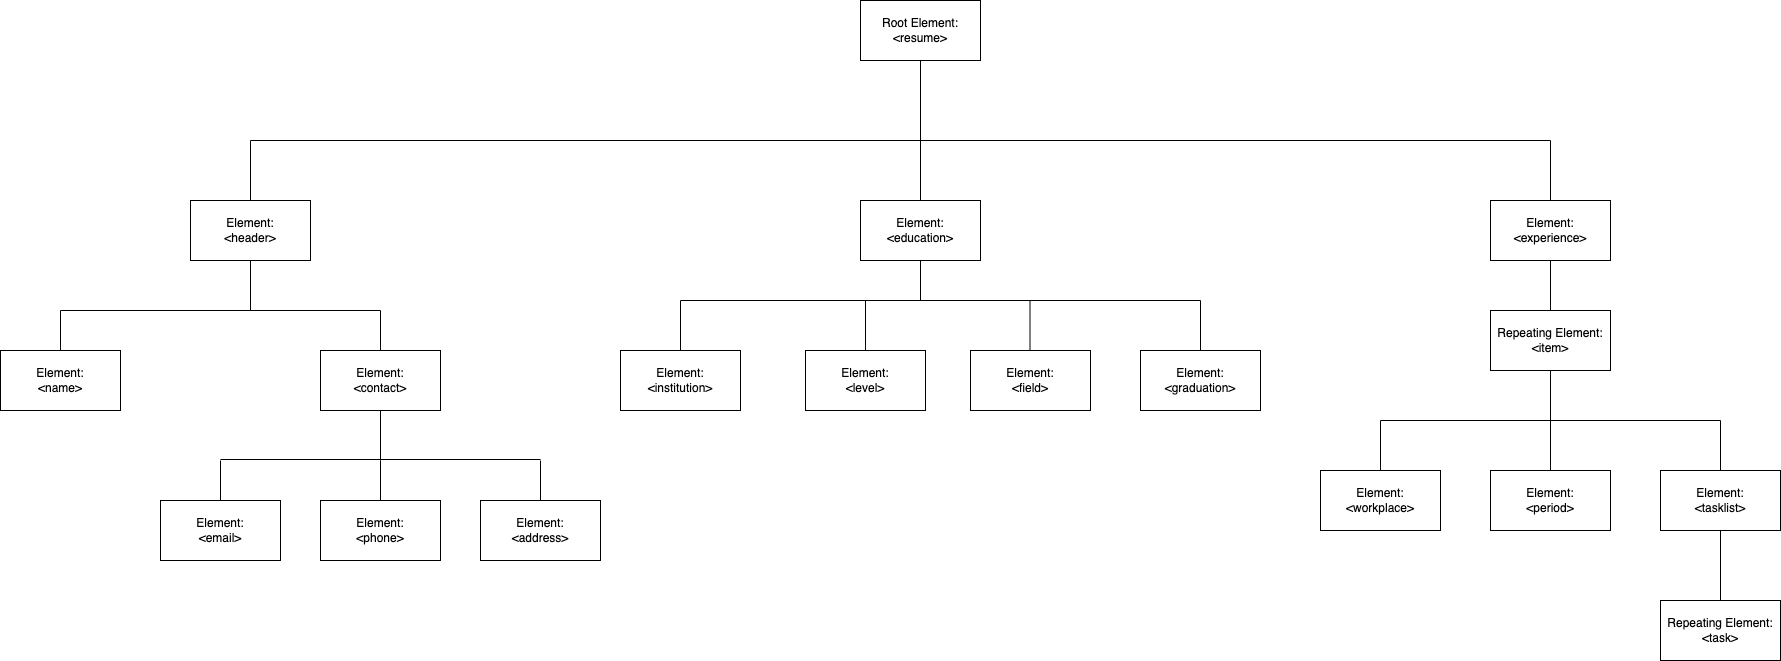 Root Element:
<resume>
Element:
<header>
Element:
<education>
Element:
<experience>
Repeating Element:
<item>
Element:
<name>
Element:
<contact>
Element:
<institution>
Element:
<level>
Element:
<field>
Element:
<graduation>
Element:
<workplace>
Element:
<period>
Element:
<tasklist>
Element:
<email>
Element:
<phone>
Element:
<address>
Repeating Element:
<task>